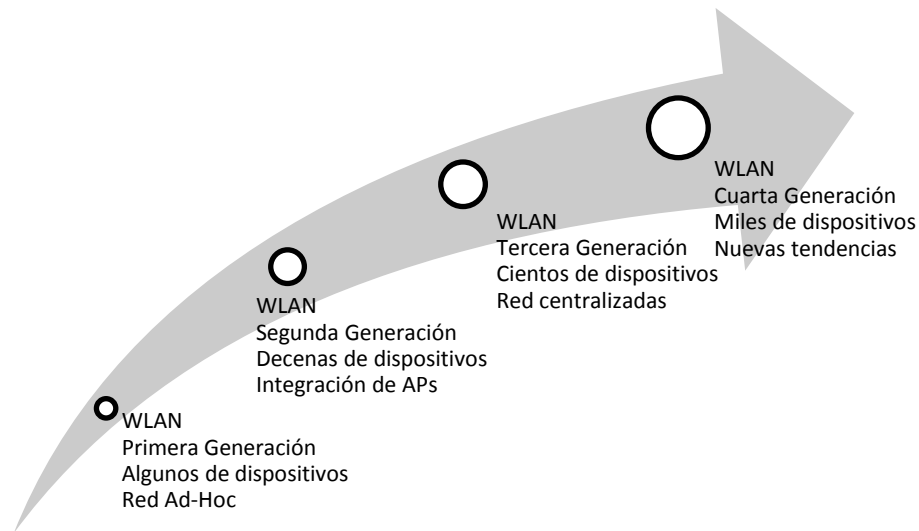 WLAN
Primera Generación
Algunos de dispositivos
Red Ad-Hoc
WLAN
Segunda Generación
Decenas de dispositivos
Integración de APs
WLAN
Tercera Generación
Cientos de dispositivos
Red centralizadas
WLAN
Cuarta Generación
Miles de dispositivos
Nuevas tendencias